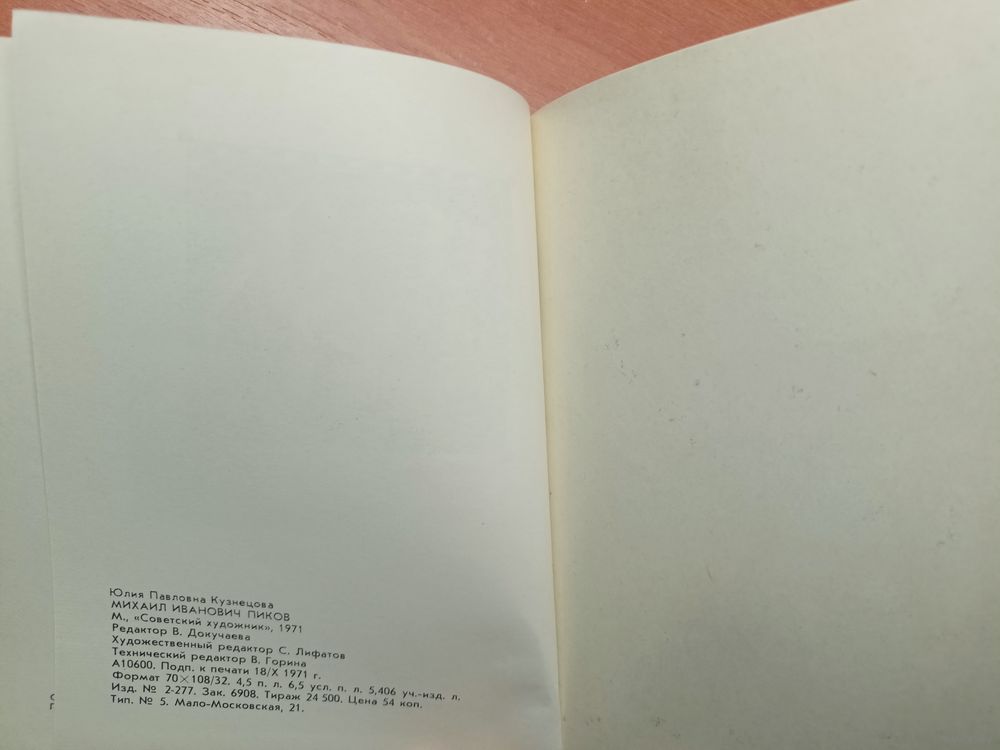 Юлия Павловна Кузнецова
МИХАИЛ ИВАНОВИЧ ПИКОВ
М., «Советский художник», 1971
Редактор В. Докучаева
Художественный редактор С. Лифатов
Технический редактор В. Горина
А10600. Подп. к печати 18/X 1971 г.
Формат 70×108/32. 4,5 п. л. 6,5 усл. п. л. 5,406 уч.-изд. л.
Изд. № 2-277. Зак. 6908. Тираж 24 500. Цена 54 коп.
Тип. № 5. Мало-Московская, 21.